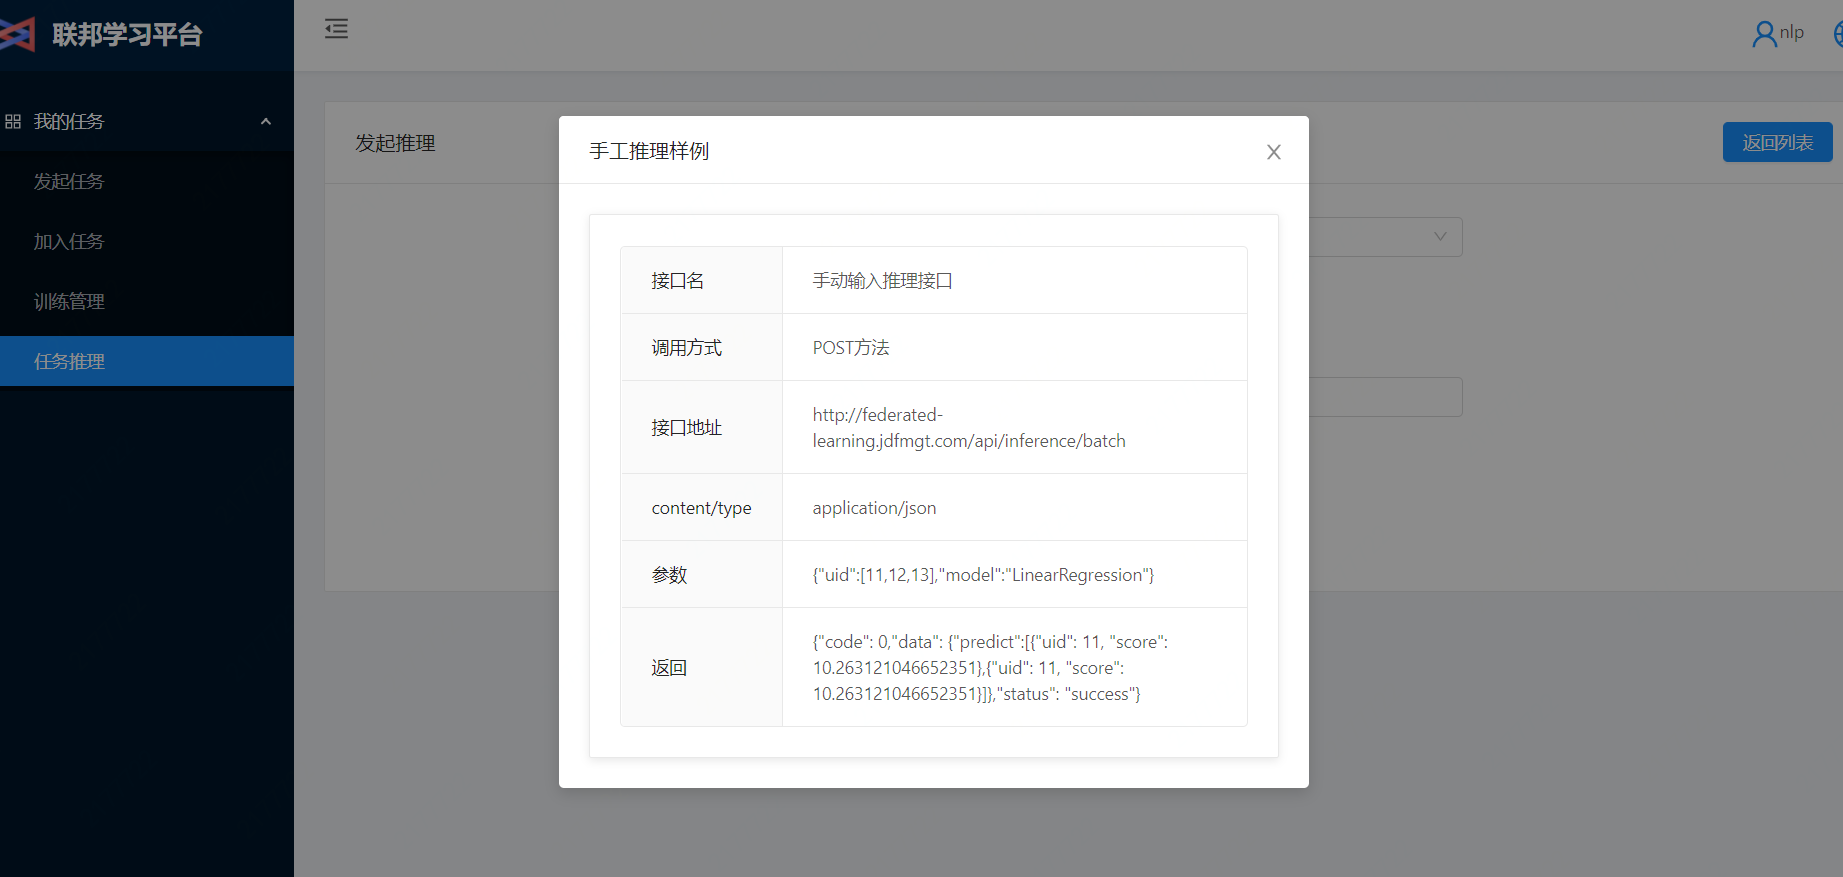 联邦学习平台
nlp
我的任务
发起任务
加入任务
训练管理
任务推理
发起推理
返回列表
手工推理样例
接口名
手动输入推理接口
调用方式
POST方法
接口地址
http://federated-
learning.jdfmgt.com/api/inference/batch
content/type
application/json
参数
{"uid":[11,12,13],"model":"LinearRegression"}
返回
{"code": 0,"data": {"predict":[{"uid": 11, "score":
10.263121046652351},{"uid": 11, "score":
10.263121046652351}]},"status": "success"}